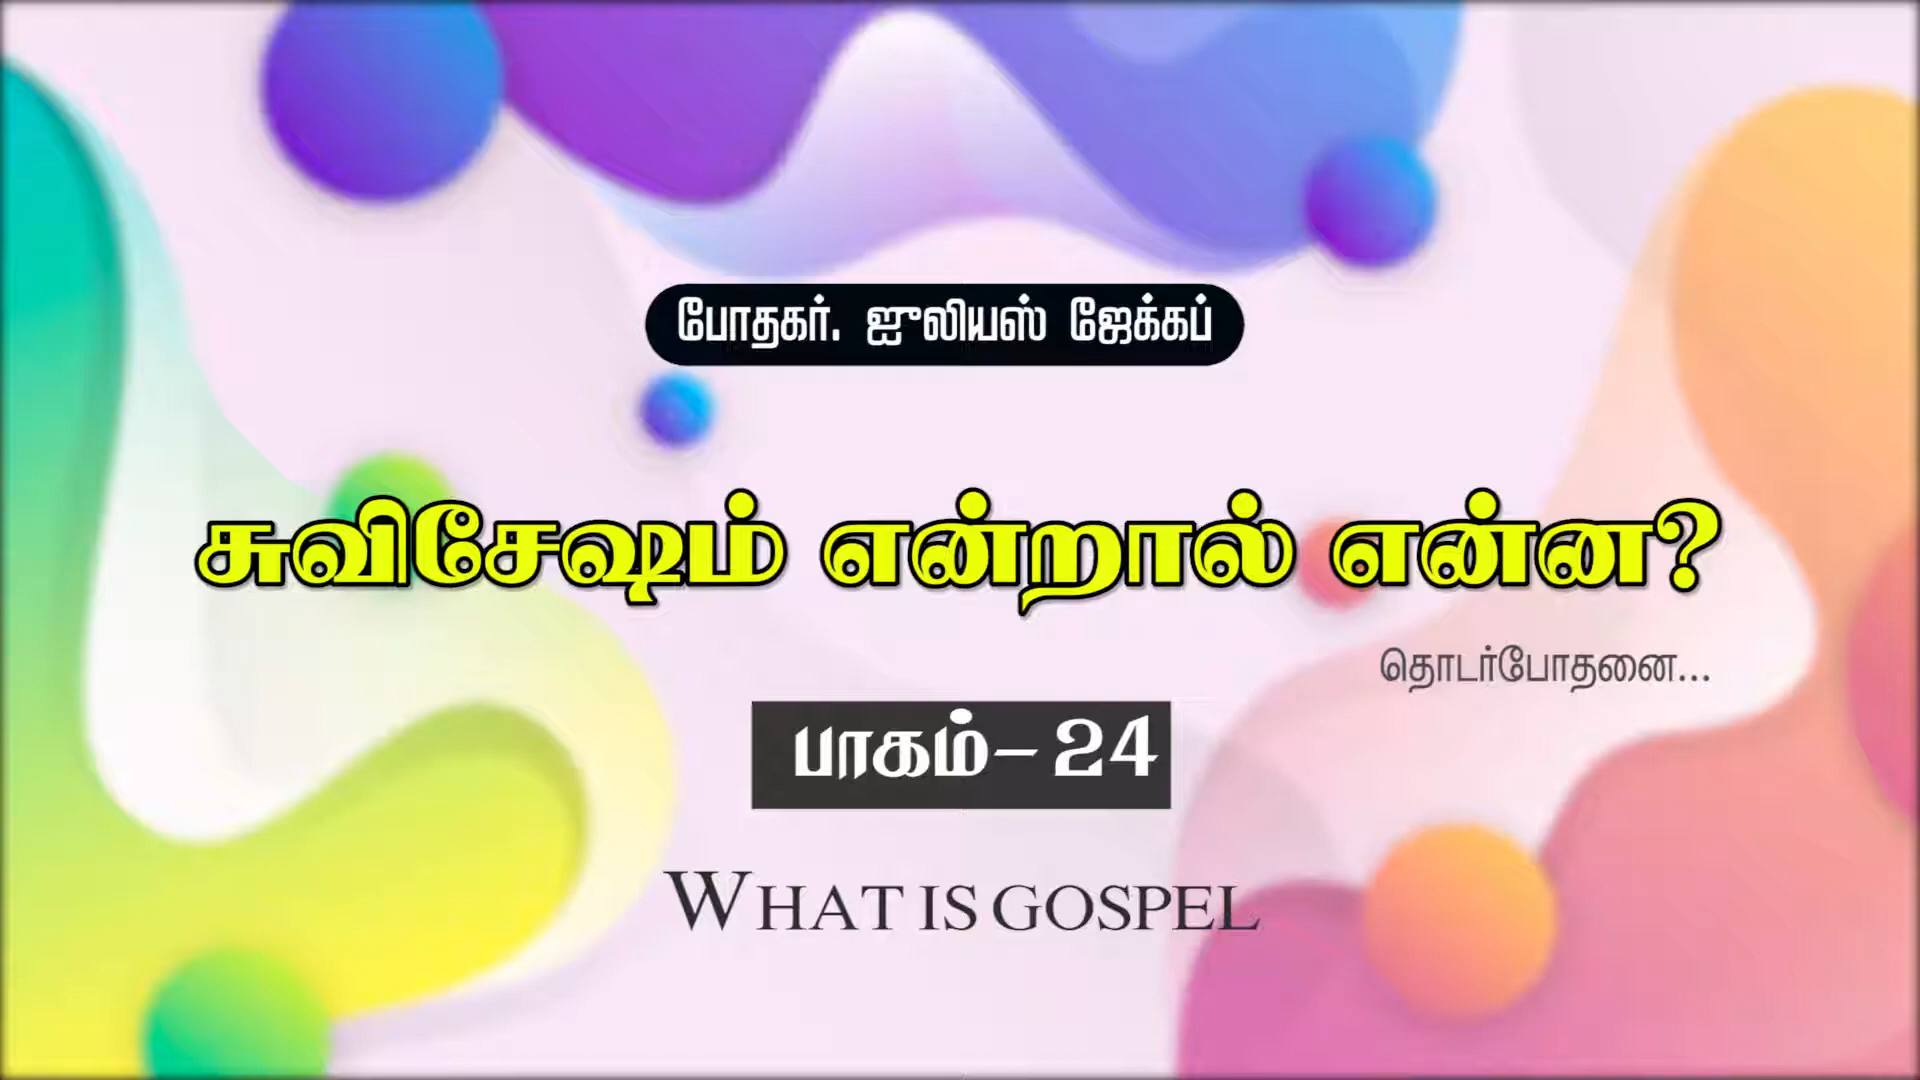 போதகர். ஜுலியஸ் ஜேக்கப்
சுவிசேஷம் என்றால் என்ன?
தொடர்போதனை...
பாகம்- 24
WHAT IS GOSPEL